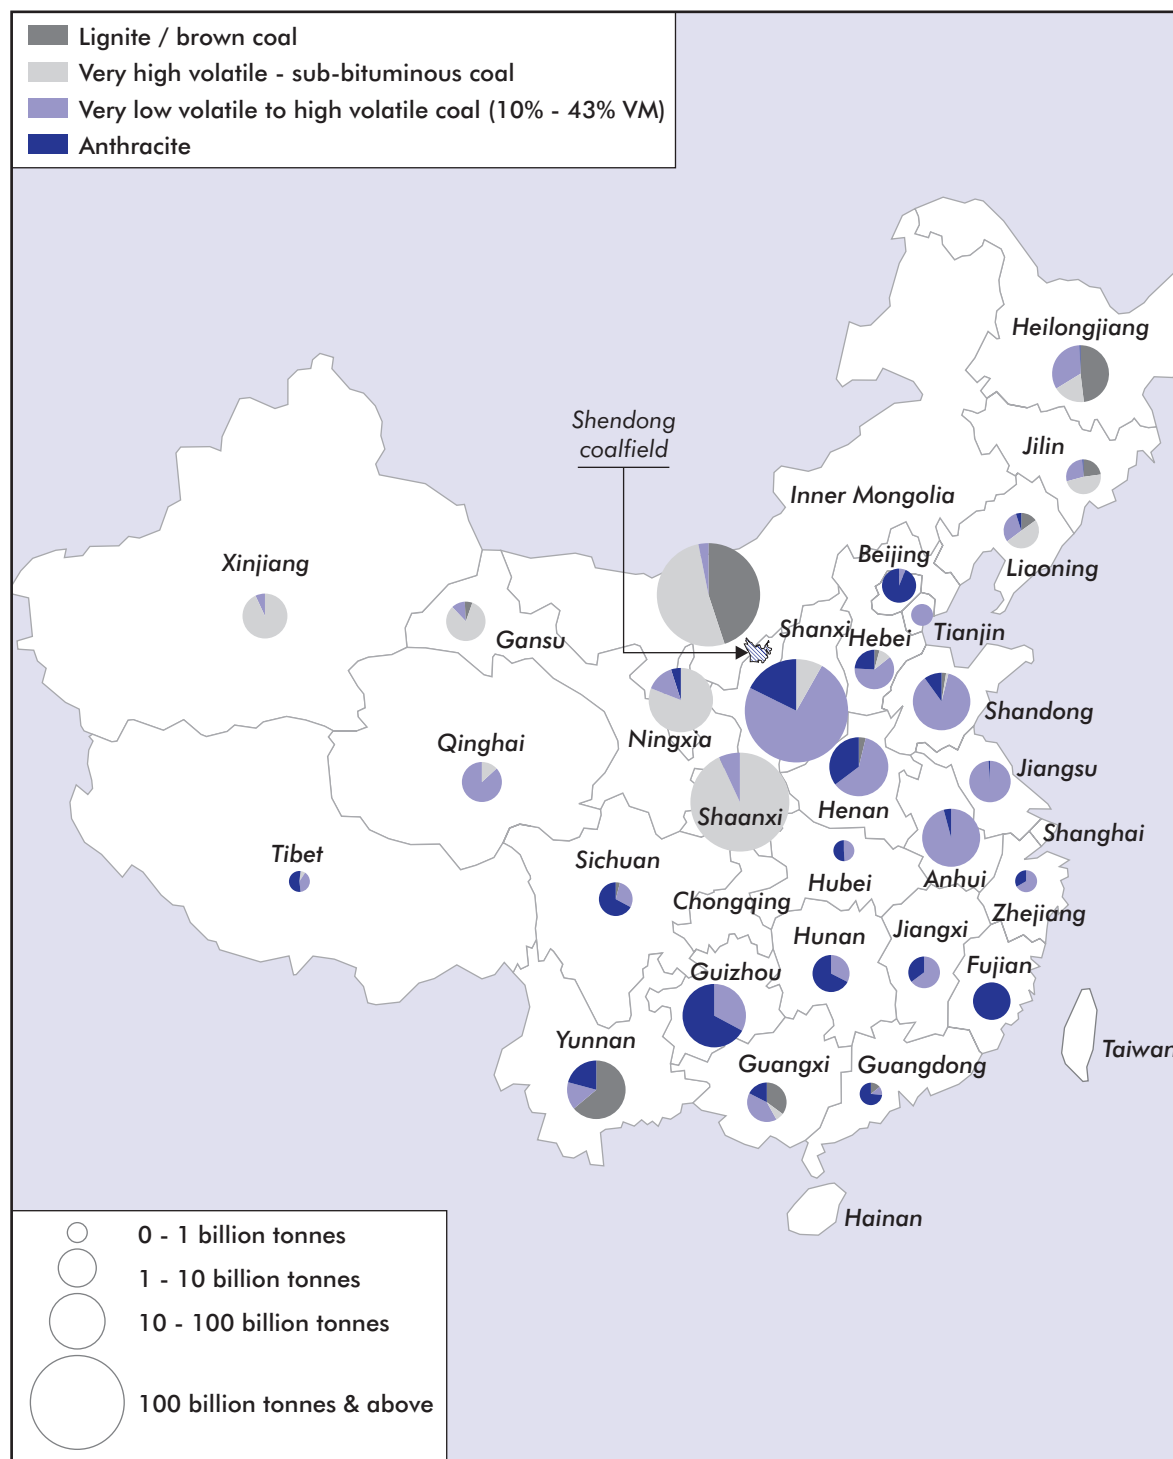 Lignite / brown coal
Very high volatile - sub-bituminous coal
Very low volatile to high volatile coal (10% - 43% VM)
Anthracite
Heilongjiang
Shendong
coalfield
Jilin
Inner Mongolia
Xinjiang
Beijing
Liaoning
Gansu
Shanxi
Hebei
Tianjin
Shandong
Qinghai
Ningxia
Jiangsu
Henan
Shaanxi
Shanghai
Tibet
Sichuan
Hubei
Anhui
Chongqing
Zhejiang
Hunan
Jiangxi
Guizhou
Fujian
Yunnan
Taiwan
Guangxi
Guangdong
Hainan
0 - 1 billion tonnes
1 - 10 billion tonnes
10 - 100 billion tonnes
100 billion tonnes & above